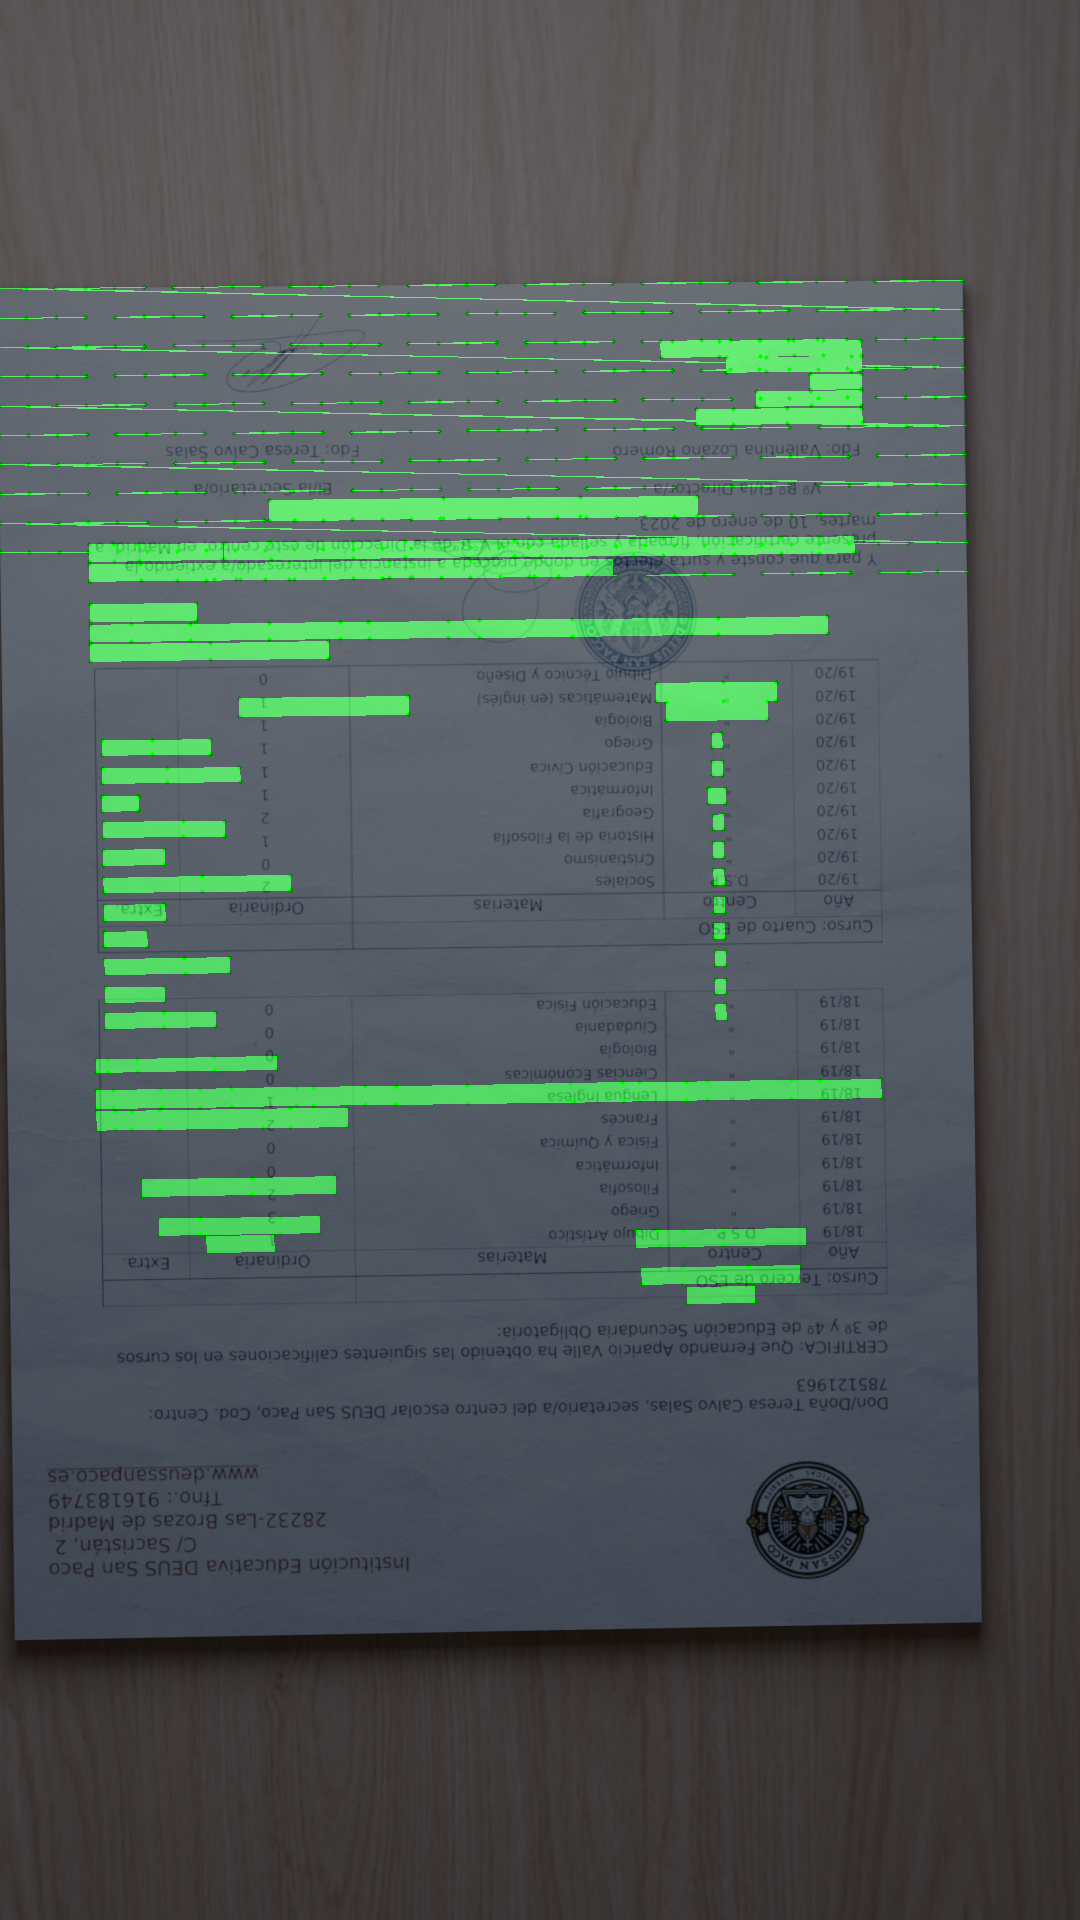 Institución Educativa DEUS San Paco
C/ Sacristán, 2
28232-Las Brozas de Madrid
Tfno.: 916183749
www.deussanpaco.es
DEUSSAN PACO
PONTIFICAL
Don/Doña Teresa Calvo Salas, secretario/a del centro escolar DEUS San Paco, Cod. Centro:
785121963
CERTIFICA: Que Fernando Aparicio Valle ha obtenido las siguientes calificaciones en los cursos
de 3º y 4º de Educación Secundaria Obligatoria:
Curso: Tercero de ESO
Año Centro Materias Ordinaria Extra.
18/19 D.S.P. Dibujo Artístico 1
18/19 " Griego 3
18/19 " Filosofía 2
18/19 " Informática 0
18/19 " Física y Química 0
18/19 " Francés 2
18/19 " Lengua Inglesa 1
18/19 " Ciencias Económicas 0
18/19 " Biología 0
18/19 " Ciudadanía 0
18/19 " Educación Física 0
Curso: Cuarto de ESO
Año Centro Materias Ordinaria Extra.
19/20 D.S.P. Sociales 2
19/20 " Cristianismo 0
19/20 " Historia de la Filosofía 1
19/20 " Geografía 2
19/20 " Informática 1
19/20 " Educación Cívica 1
19/20 " Griego 1
19/20 " Biología 1
19/20 " Matemáticas (en inglés) 1
19/20 " Dibujo Técnico y Diseño 0
DEUS SAN PACO
Y para que conste y surta efectos en donde proceda a instancia del interesado/a extiendo la
presente certificación, firmada y sellada con el Vº Bº de la Dirección de este centro, en Madrid, a
martes, 10 de enero de 2023.
Vº Bº El/la Director/a El/la Secretario/a
Fdo: Valentina Lozano Romero Fdo: Teresa Calvo Salas